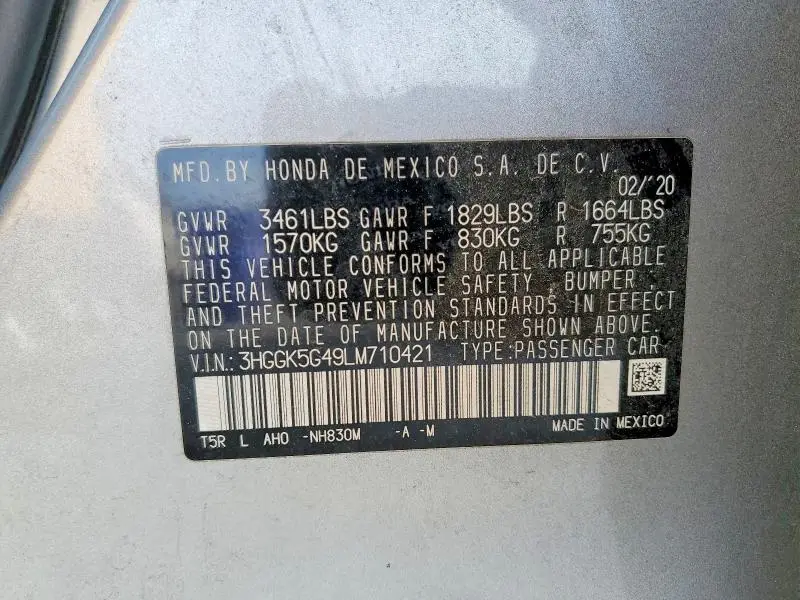 MFD. BY HONDA DE MEXICO S.A. DE C.V.
02/'20
GVWR 3461LBS GAWR F 1829LBS R 1664LBS
GVWR 1570KG GAWR F 830KG R 755KG
THIS VEHICLE CONFORMS TO ALL APPLICABLE
FEDERAL MOTOR VEHICLE SAFETY, BUMPER,
AND THEFT PREVENTION STANDARDS IN EFFECT
ON THE DATE OF MANUFACTURE SHOWN ABOVE.
V.I.N.: 3HGGK5G49LM710421 TYPE:PASSENGER CAR
T5R L AHO -NH830M -A -M MADE IN MEXICO